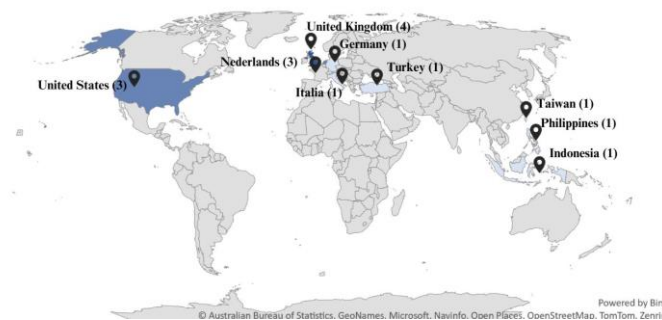 United Kingdom (4)
Germany (1)
Nederlands (3)
Turkey (1)
United States (3)
Italia (1)
Taiwan (1)
Philippines (1)
Indonesia (1)
Powered by Bin
© Australian Bureau of Statistics, GeoNames, Microsoft, Navinfo, Open Places, OpenStreetMap, TomTom, Zenri